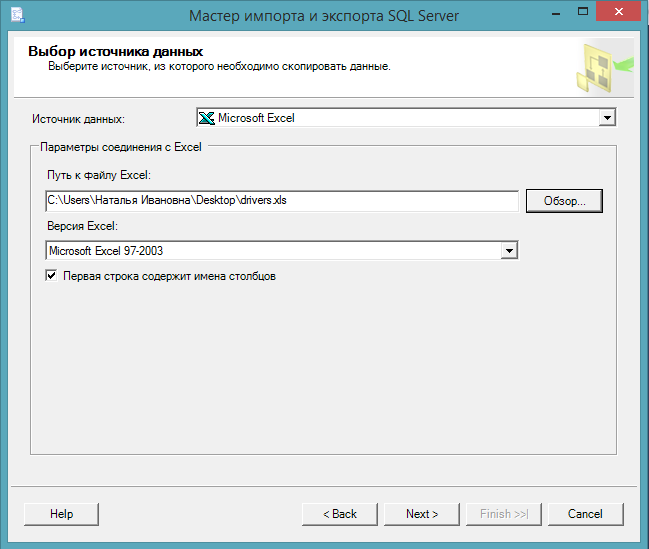 Мастер импорта и экспорта SQL Server
Выбор источника данных
Выберите источник, из которого необходимо скопировать данные.
Источник данных:
Microsoft Excel
Параметры соединения с Excel
Путь к файлу Excel:
C:\Users\Наталья Ивановна\Desktop\drivers.xls
Обзор...
Версия Excel:
Microsoft Excel 97-2003
Первая строка содержит имена столбцов
Help
< Back
Next >
Finish >>|
Cancel